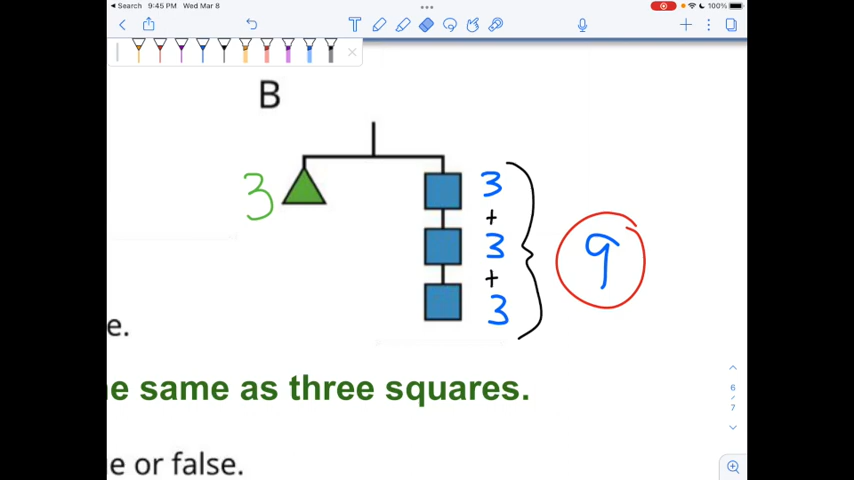 Search 9:45 PM Wed Mar 8 100%
B
3
3
+
3
+
3
9
e.
e same as three squares.
e or false.
6
/
7